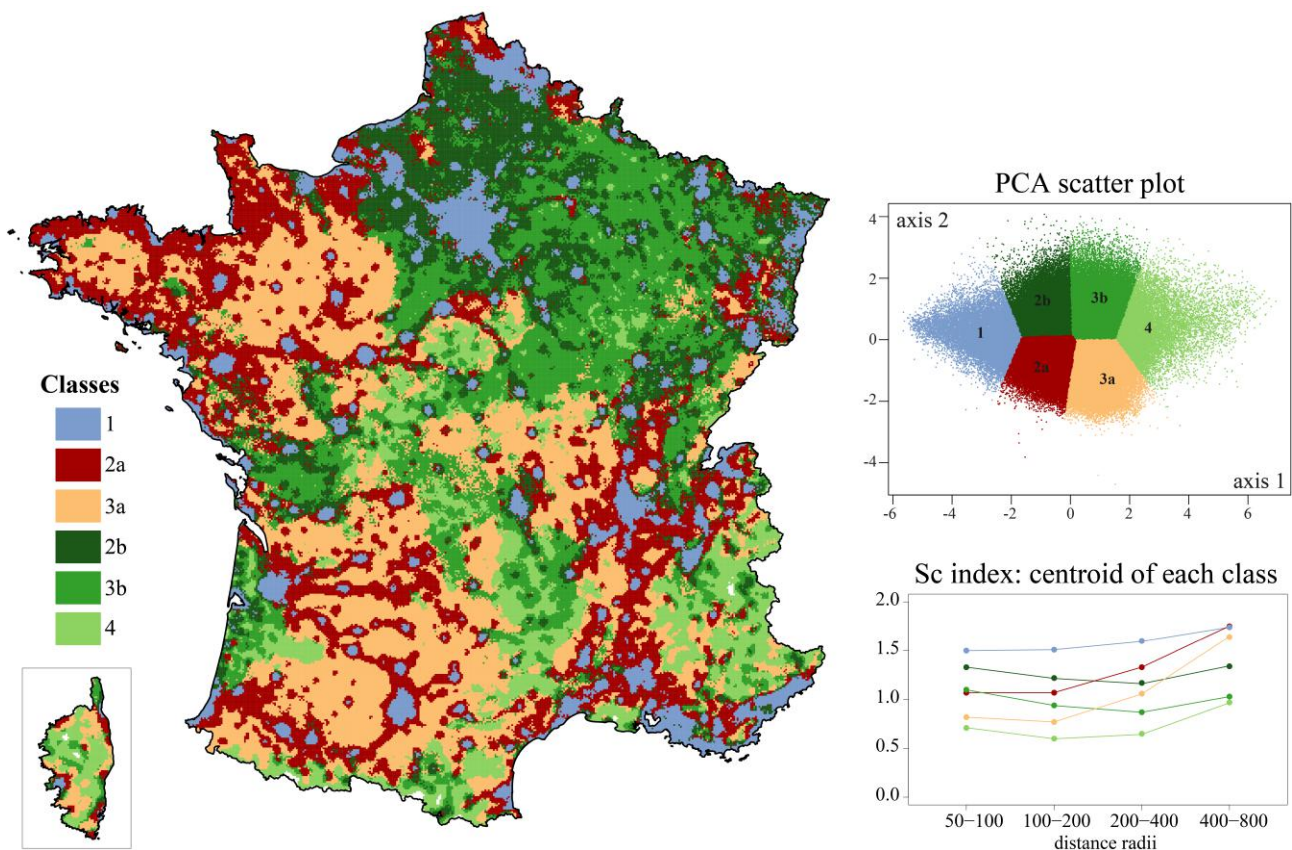 Classes
1
2a
3a
2b
3b
4
PCA scatter plot
axis 2
4
2
0
-2
-4
1
2b
3b
4
2a
3a
axis 1
-6 -4 -2 0 2 4 6
Sc index: centroid of each class
2.0
1.5
1.0
0.5
0.0
50−100 100−200 200−400 400−800
distance radii